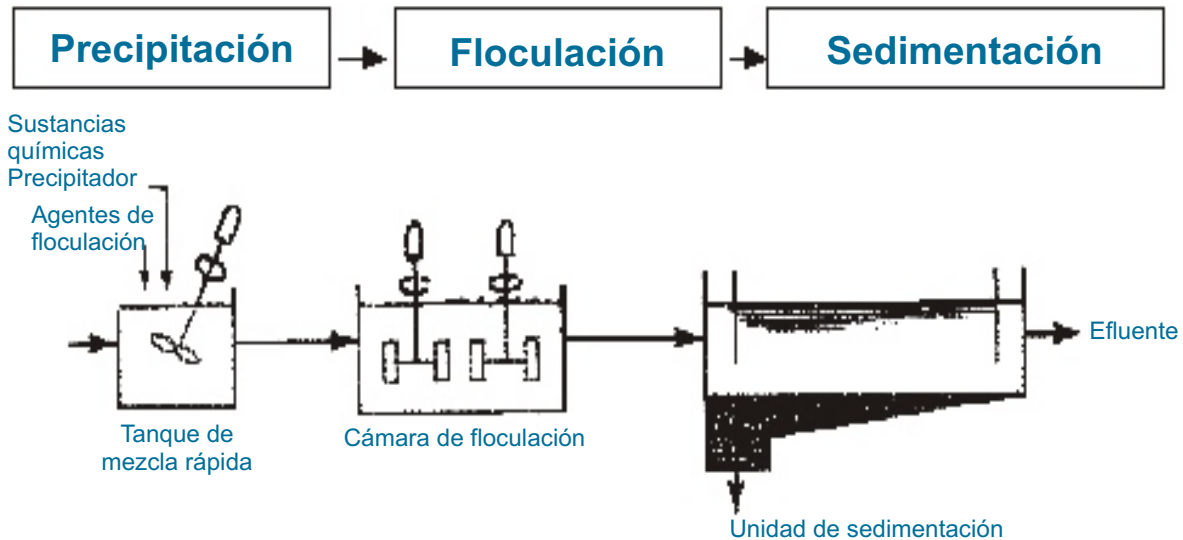 Precipitación
Floculación
Sedimentación
Sustancias
químicas
Precipitador
Agentes de
floculación
Efluente
Tanque de
mezcla rápida
Cámara de floculación
Unidad de sedimentación